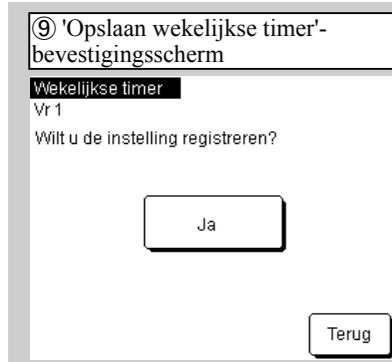 ⑨ 'Opslaan wekelijkse timer'-
bevestigingsscherm
Wekelijkse timer
Vr 1
Wilt u de instelling registreren?
Ja
Terug